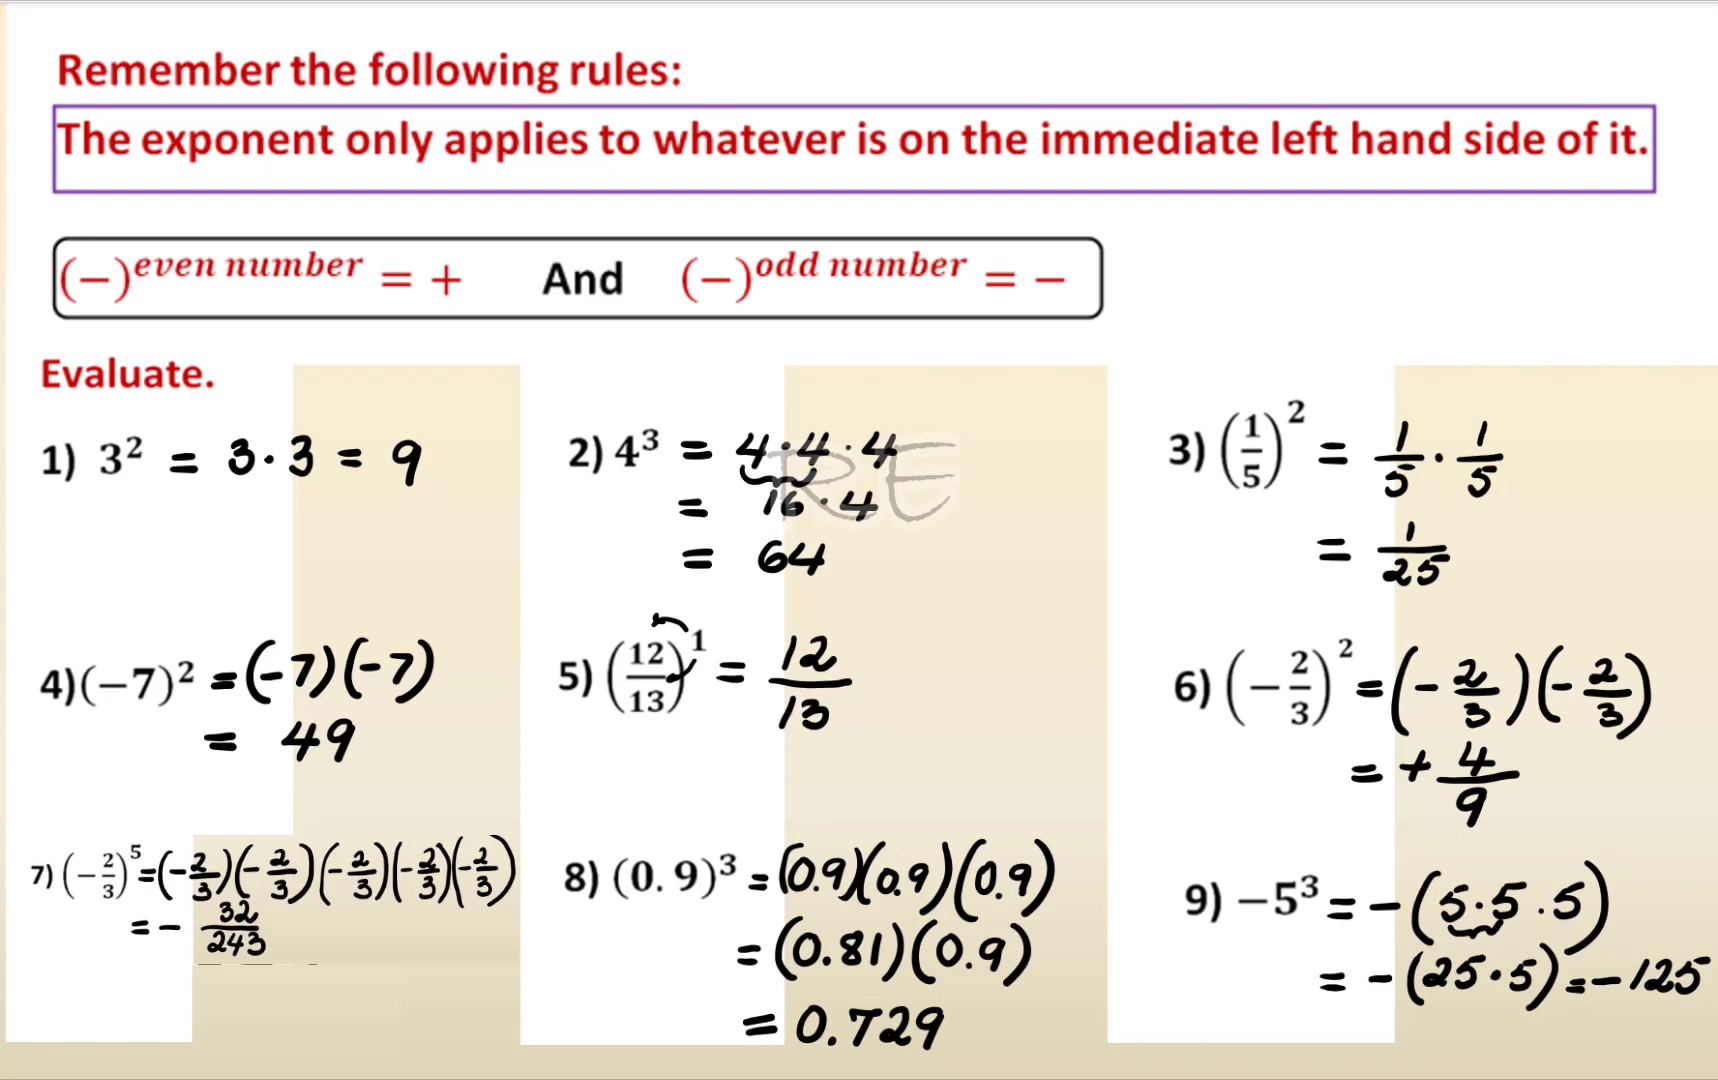 Remember the following rules:
The exponent only applies to whatever is on the immediate left hand side of it.
(−)^{even number} = + And (−)^{odd number} = −
Evaluate.
1) 3² = 3·3 = 9
2) 4³ = 4·4·4
= 16·4
= 64
3) (1/5)² = 1/5 · 1/5
= 1/25
4) (−7)² = (−7)(−7)
= 49
5) (12/13)¹ = 12/13
6) (−2/3)² = (−2/3)(−2/3)
= + 4/9
7) (−2/3)⁵ = (−2/3)(−2/3)(−2/3)(−2/3)(−2/3)
= − 32/243
8) (0.9)³ = (0.9)(0.9)(0.9)
= (0.81)(0.9)
= 0.729
9) −5³ = −(5·5·5)
= −(25·5) = −125
RE